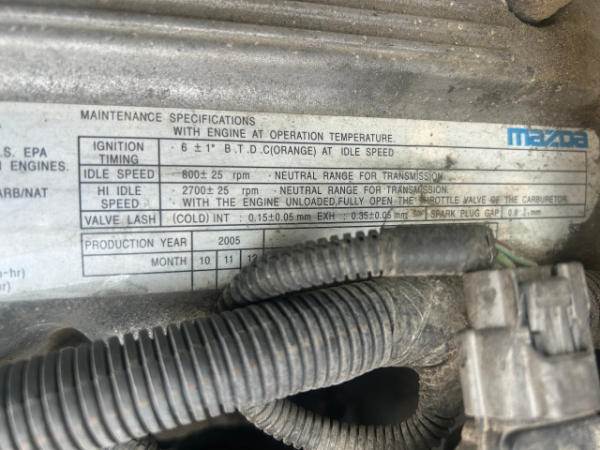 MAINTENANCE SPECIFICATIONS
WITH ENGINE AT OPERATION TEMPERATURE.
mazda
.S. EPA
ENGINES.
ARB/NAT
-hr)
r)
IGNITION TIMING 6 ± 1° B.T.D.C(ORANGE) AT IDLE SPEED
IDLE SPEED 800± 25 rpm · NEUTRAL RANGE FOR TRANSMISSION
HI IDLE SPEED 2700± 25 rpm · NEUTRAL RANGE FOR TRANSMISSION.
· WITH THE ENGINE UNLOADED,FULLY OPEN THE THROTTLE VALVE OF THE CARBURETOR.
VALVE LASH (COLD) INT : 0.15±0.05 mm EXH : 0.35±0.05 mm SPARK PLUG GAP mm
PRODUCTION YEAR 2005
MONTH 10 11 12